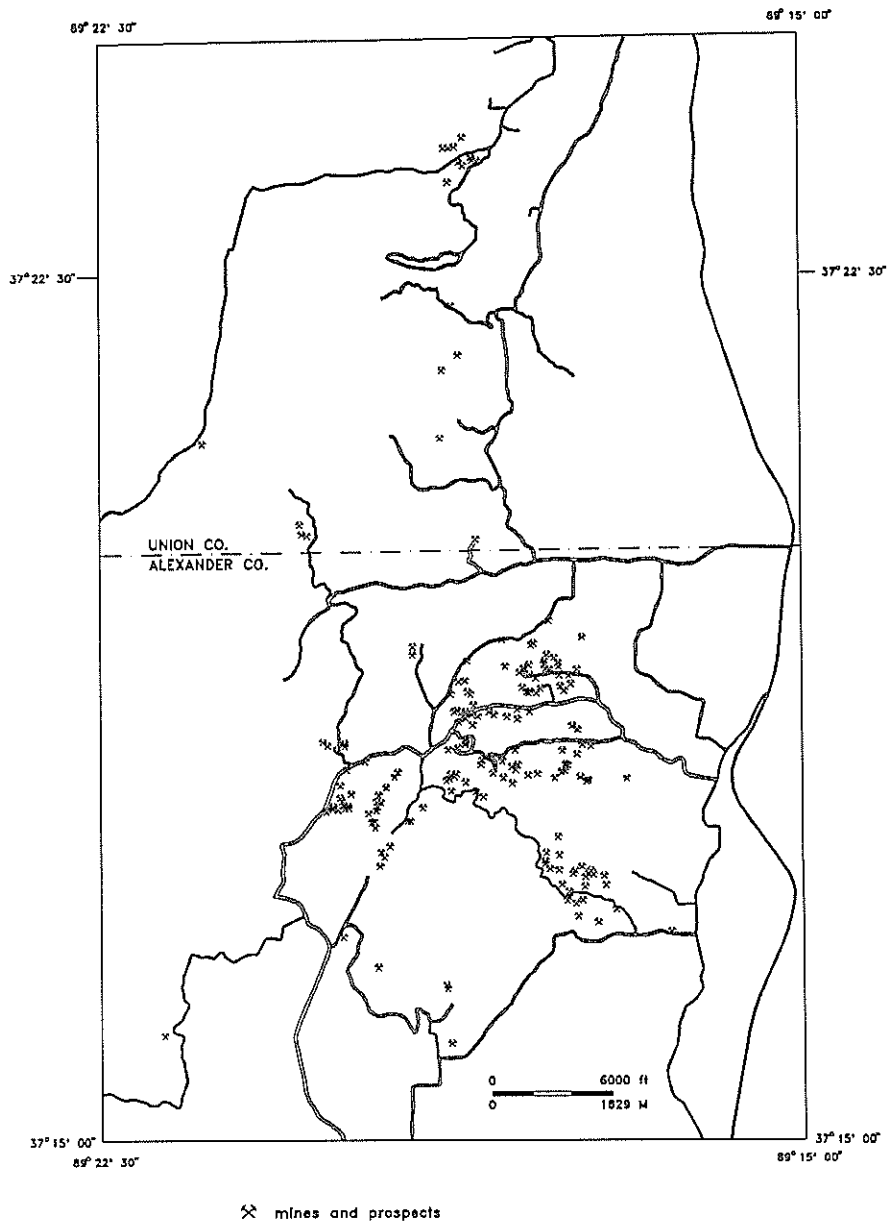 89° 22' 30"
89° 15' 00"
37° 22' 30"
37° 22' 30"
UNION CO.
ALEXANDER CO.
0 6000 ft
0 1829 M
37° 15' 00"
37° 15' 00"
89° 22' 30"
89° 15' 00"
mines and prospects